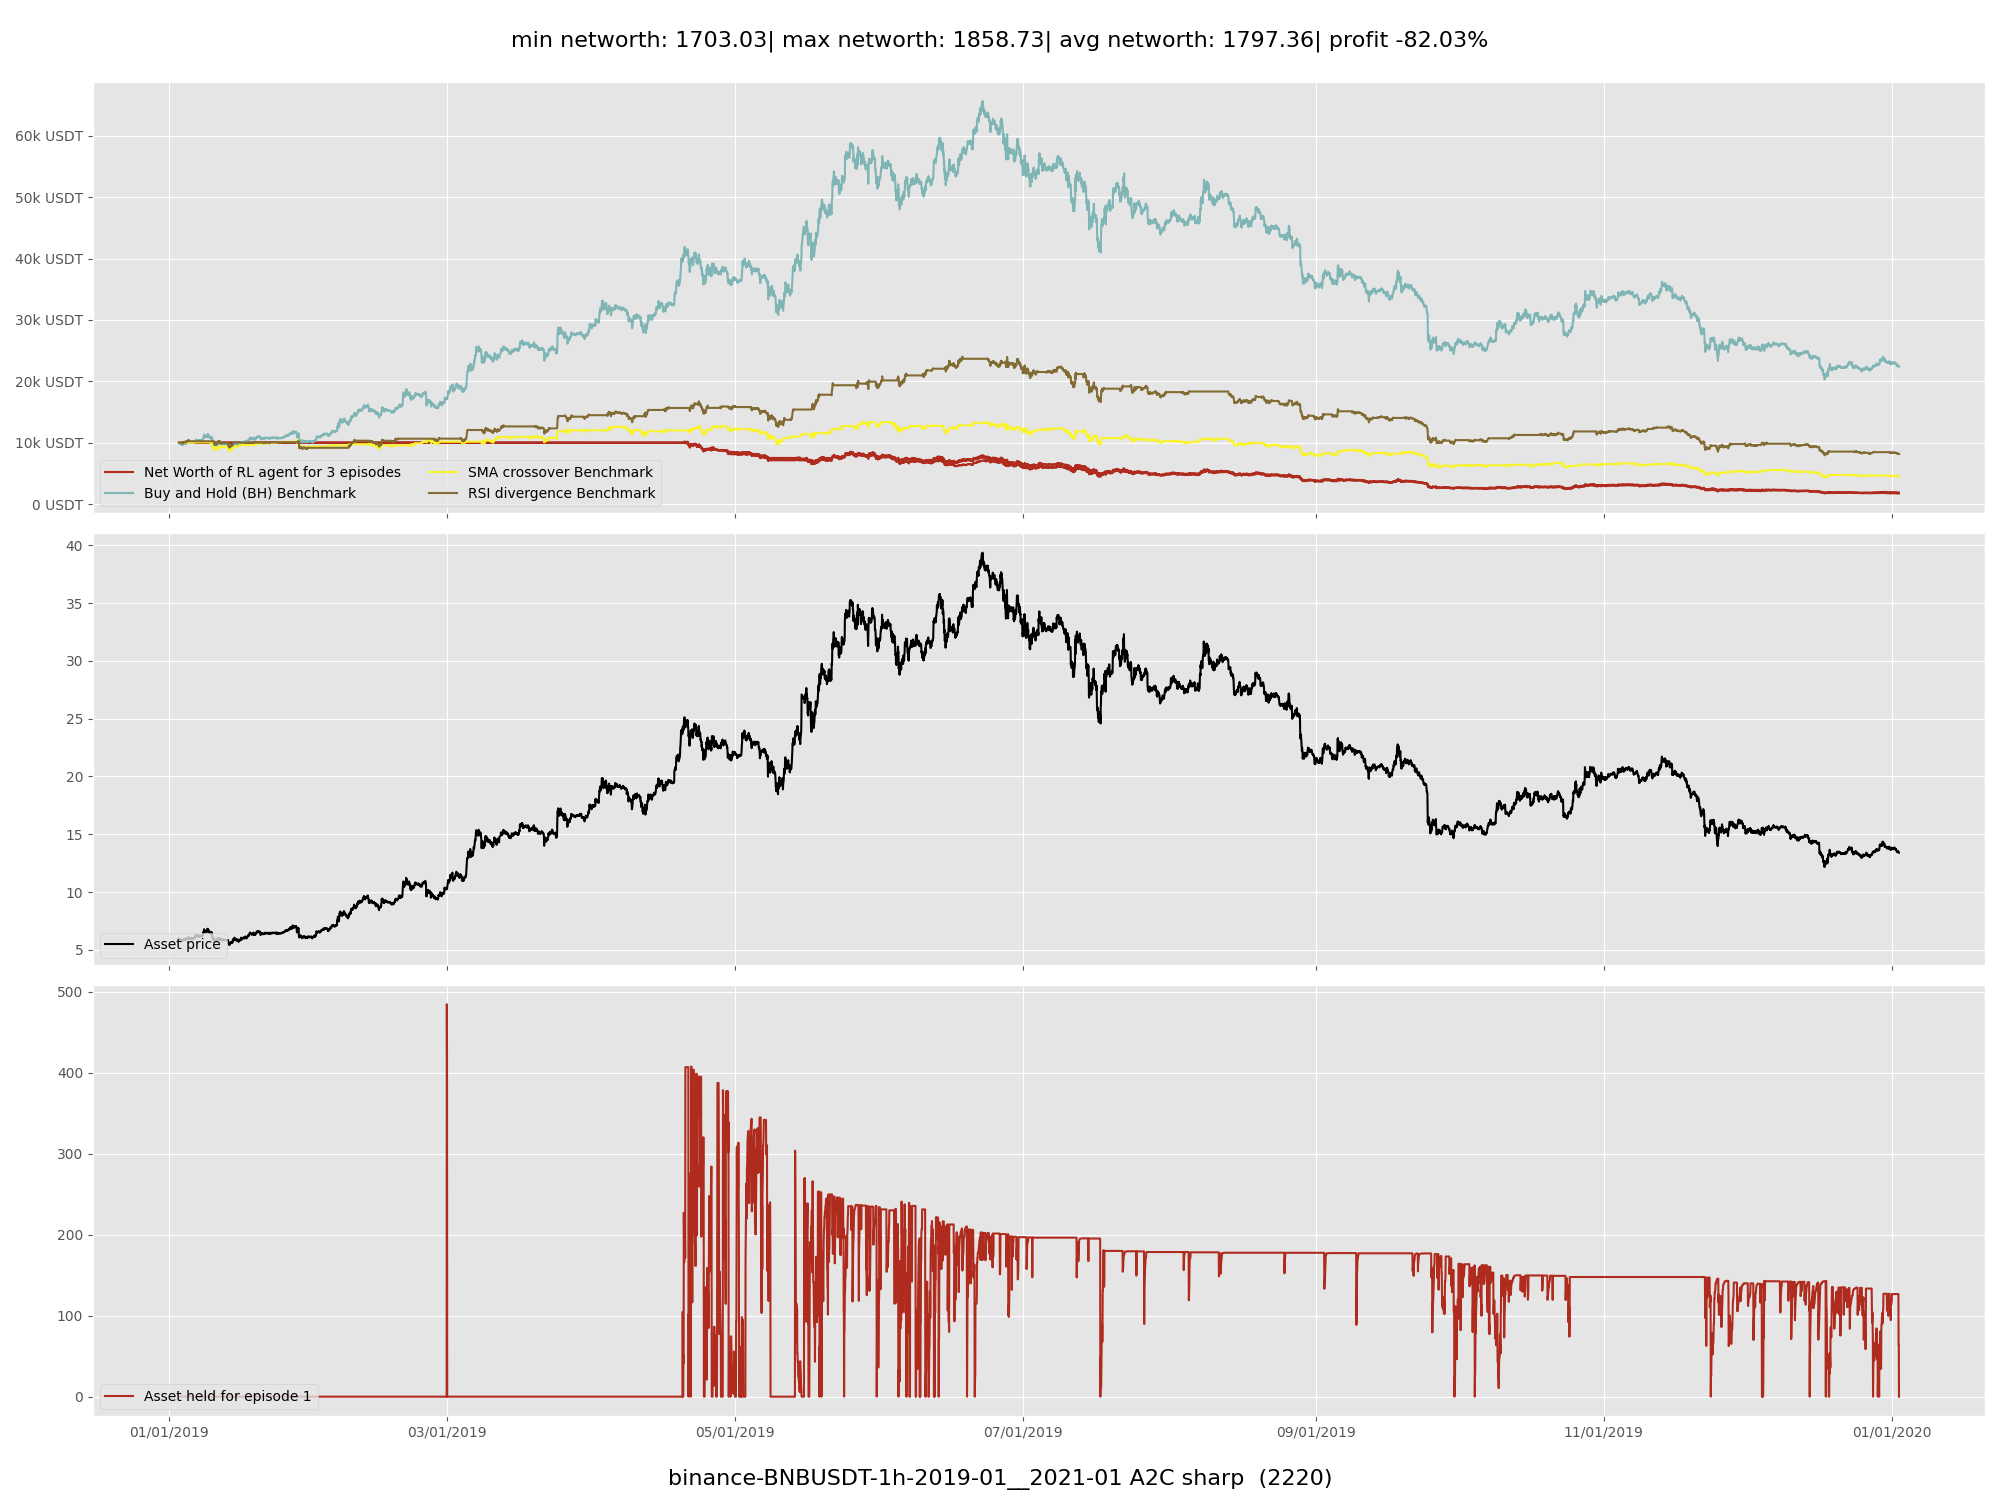 min networth: 1703.03| max networth: 1858.73| avg networth: 1797.36| profit -82.03%
60k USDT
50k USDT
40k USDT
30k USDT
20k USDT
10k USDT
0 USDT
Net Worth of RL agent for 3 episodes
Buy and Hold (BH) Benchmark
SMA crossover Benchmark
RSI divergence Benchmark
40
35
30
25
20
15
10
5
Asset price
500
400
300
200
100
0
Asset held for episode 1
01/01/2019 03/01/2019 05/01/2019 07/01/2019 09/01/2019 11/01/2019 01/01/2020
binance-BNBUSDT-1h-2019-01__2021-01 A2C sharp (2220)